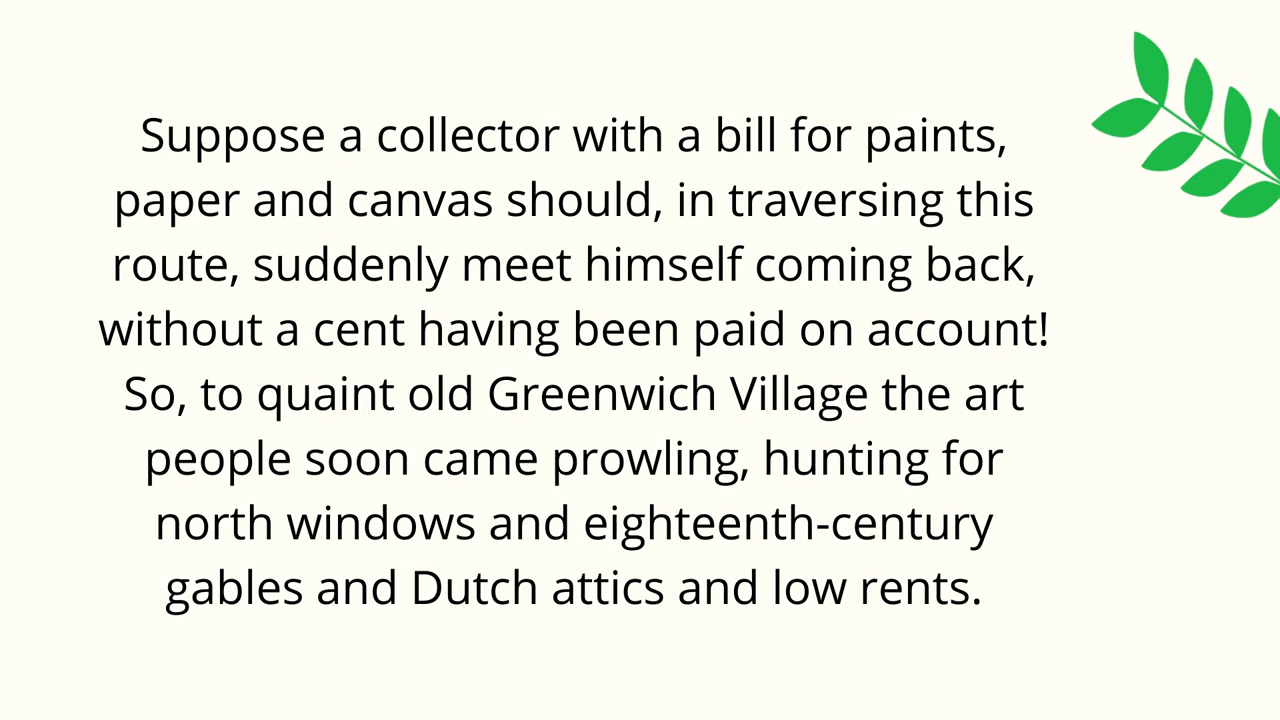 Suppose a collector with a bill for paints,
paper and canvas should, in traversing this
route, suddenly meet himself coming back,
without a cent having been paid on account!
So, to quaint old Greenwich Village the art
people soon came prowling, hunting for
north windows and eighteenth-century
gables and Dutch attics and low rents.